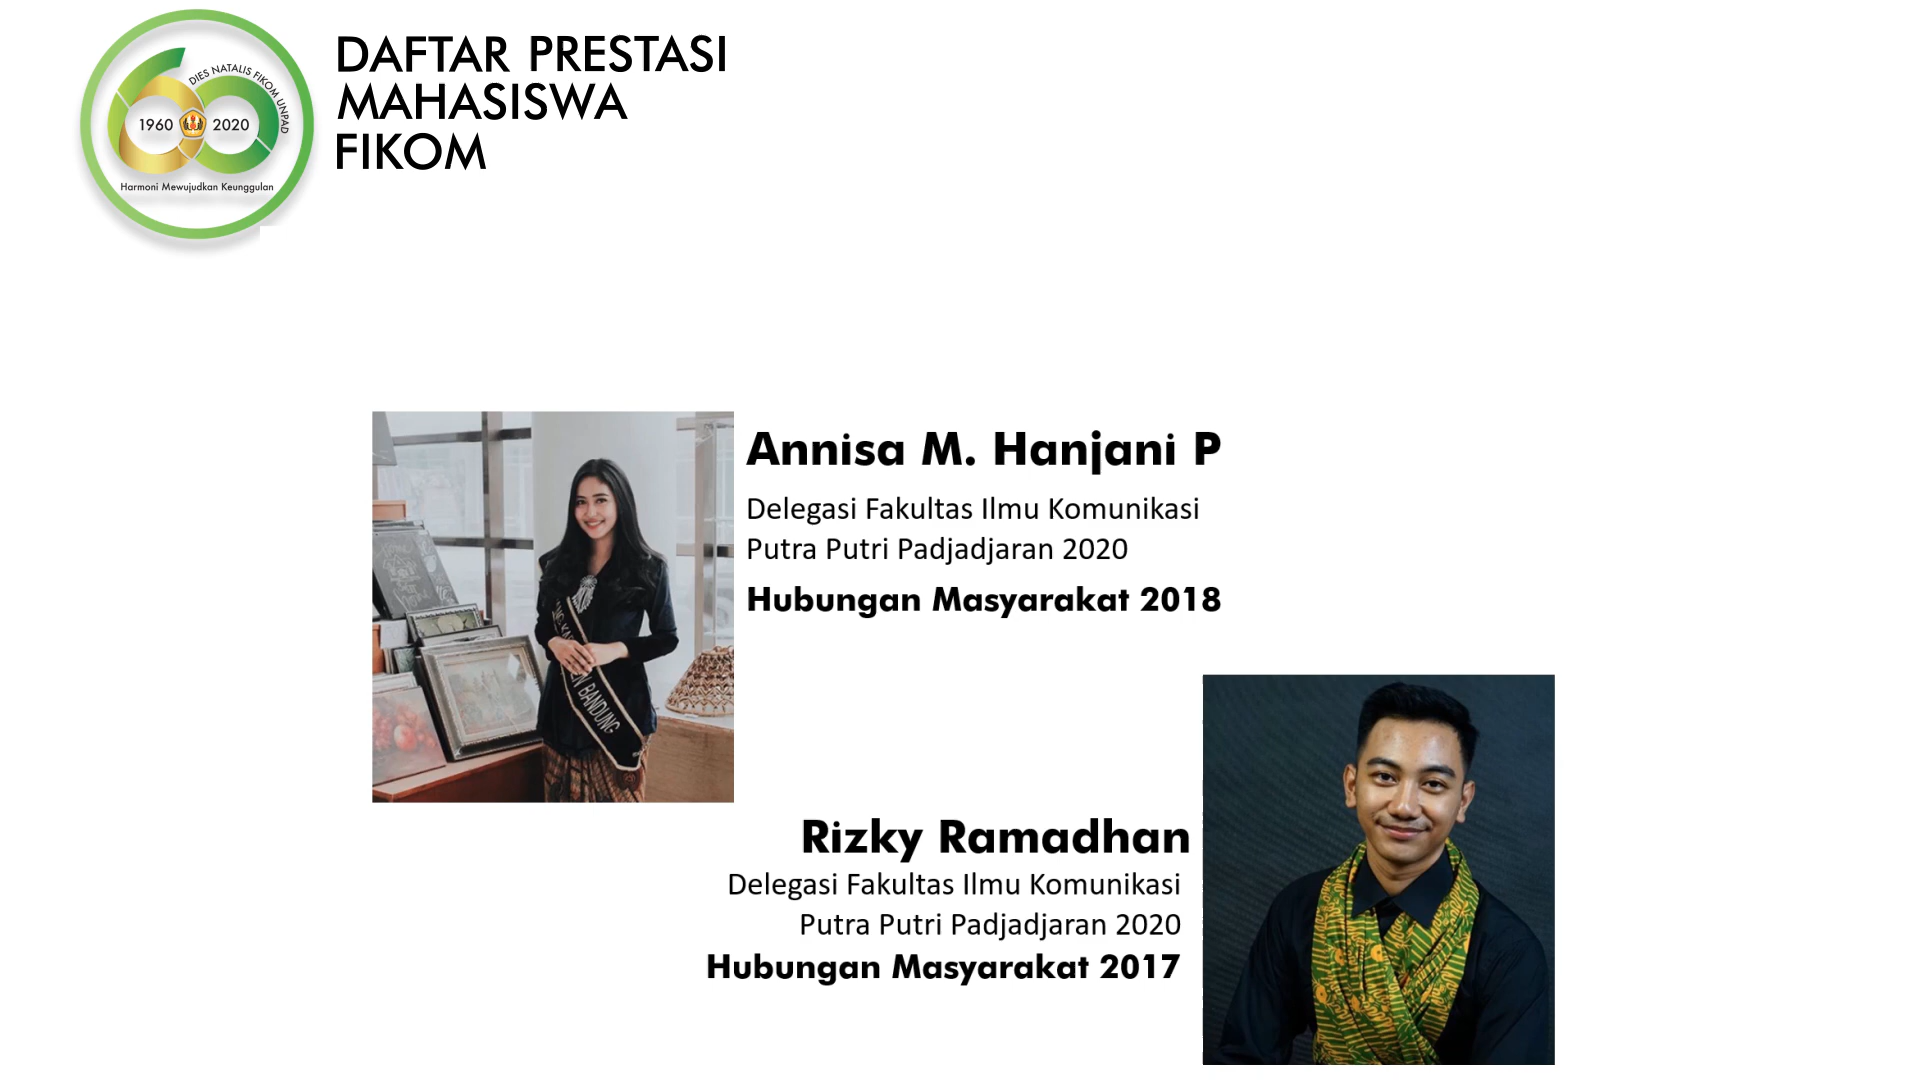 DIES NATALIS FIKOM UNPAD
1960 2020
Harmoni Mewujudkan Keunggulan
DAFTAR PRESTASI
MAHASISWA
FIKOM
Annisa M. Hanjani P
Delegasi Fakultas Ilmu Komunikasi
Putra Putri Padjadjaran 2020
Hubungan Masyarakat 2018
BANDUNG
Rizky Ramadhan
Delegasi Fakultas Ilmu Komunikasi
Putra Putri Padjadjaran 2020
Hubungan Masyarakat 2017